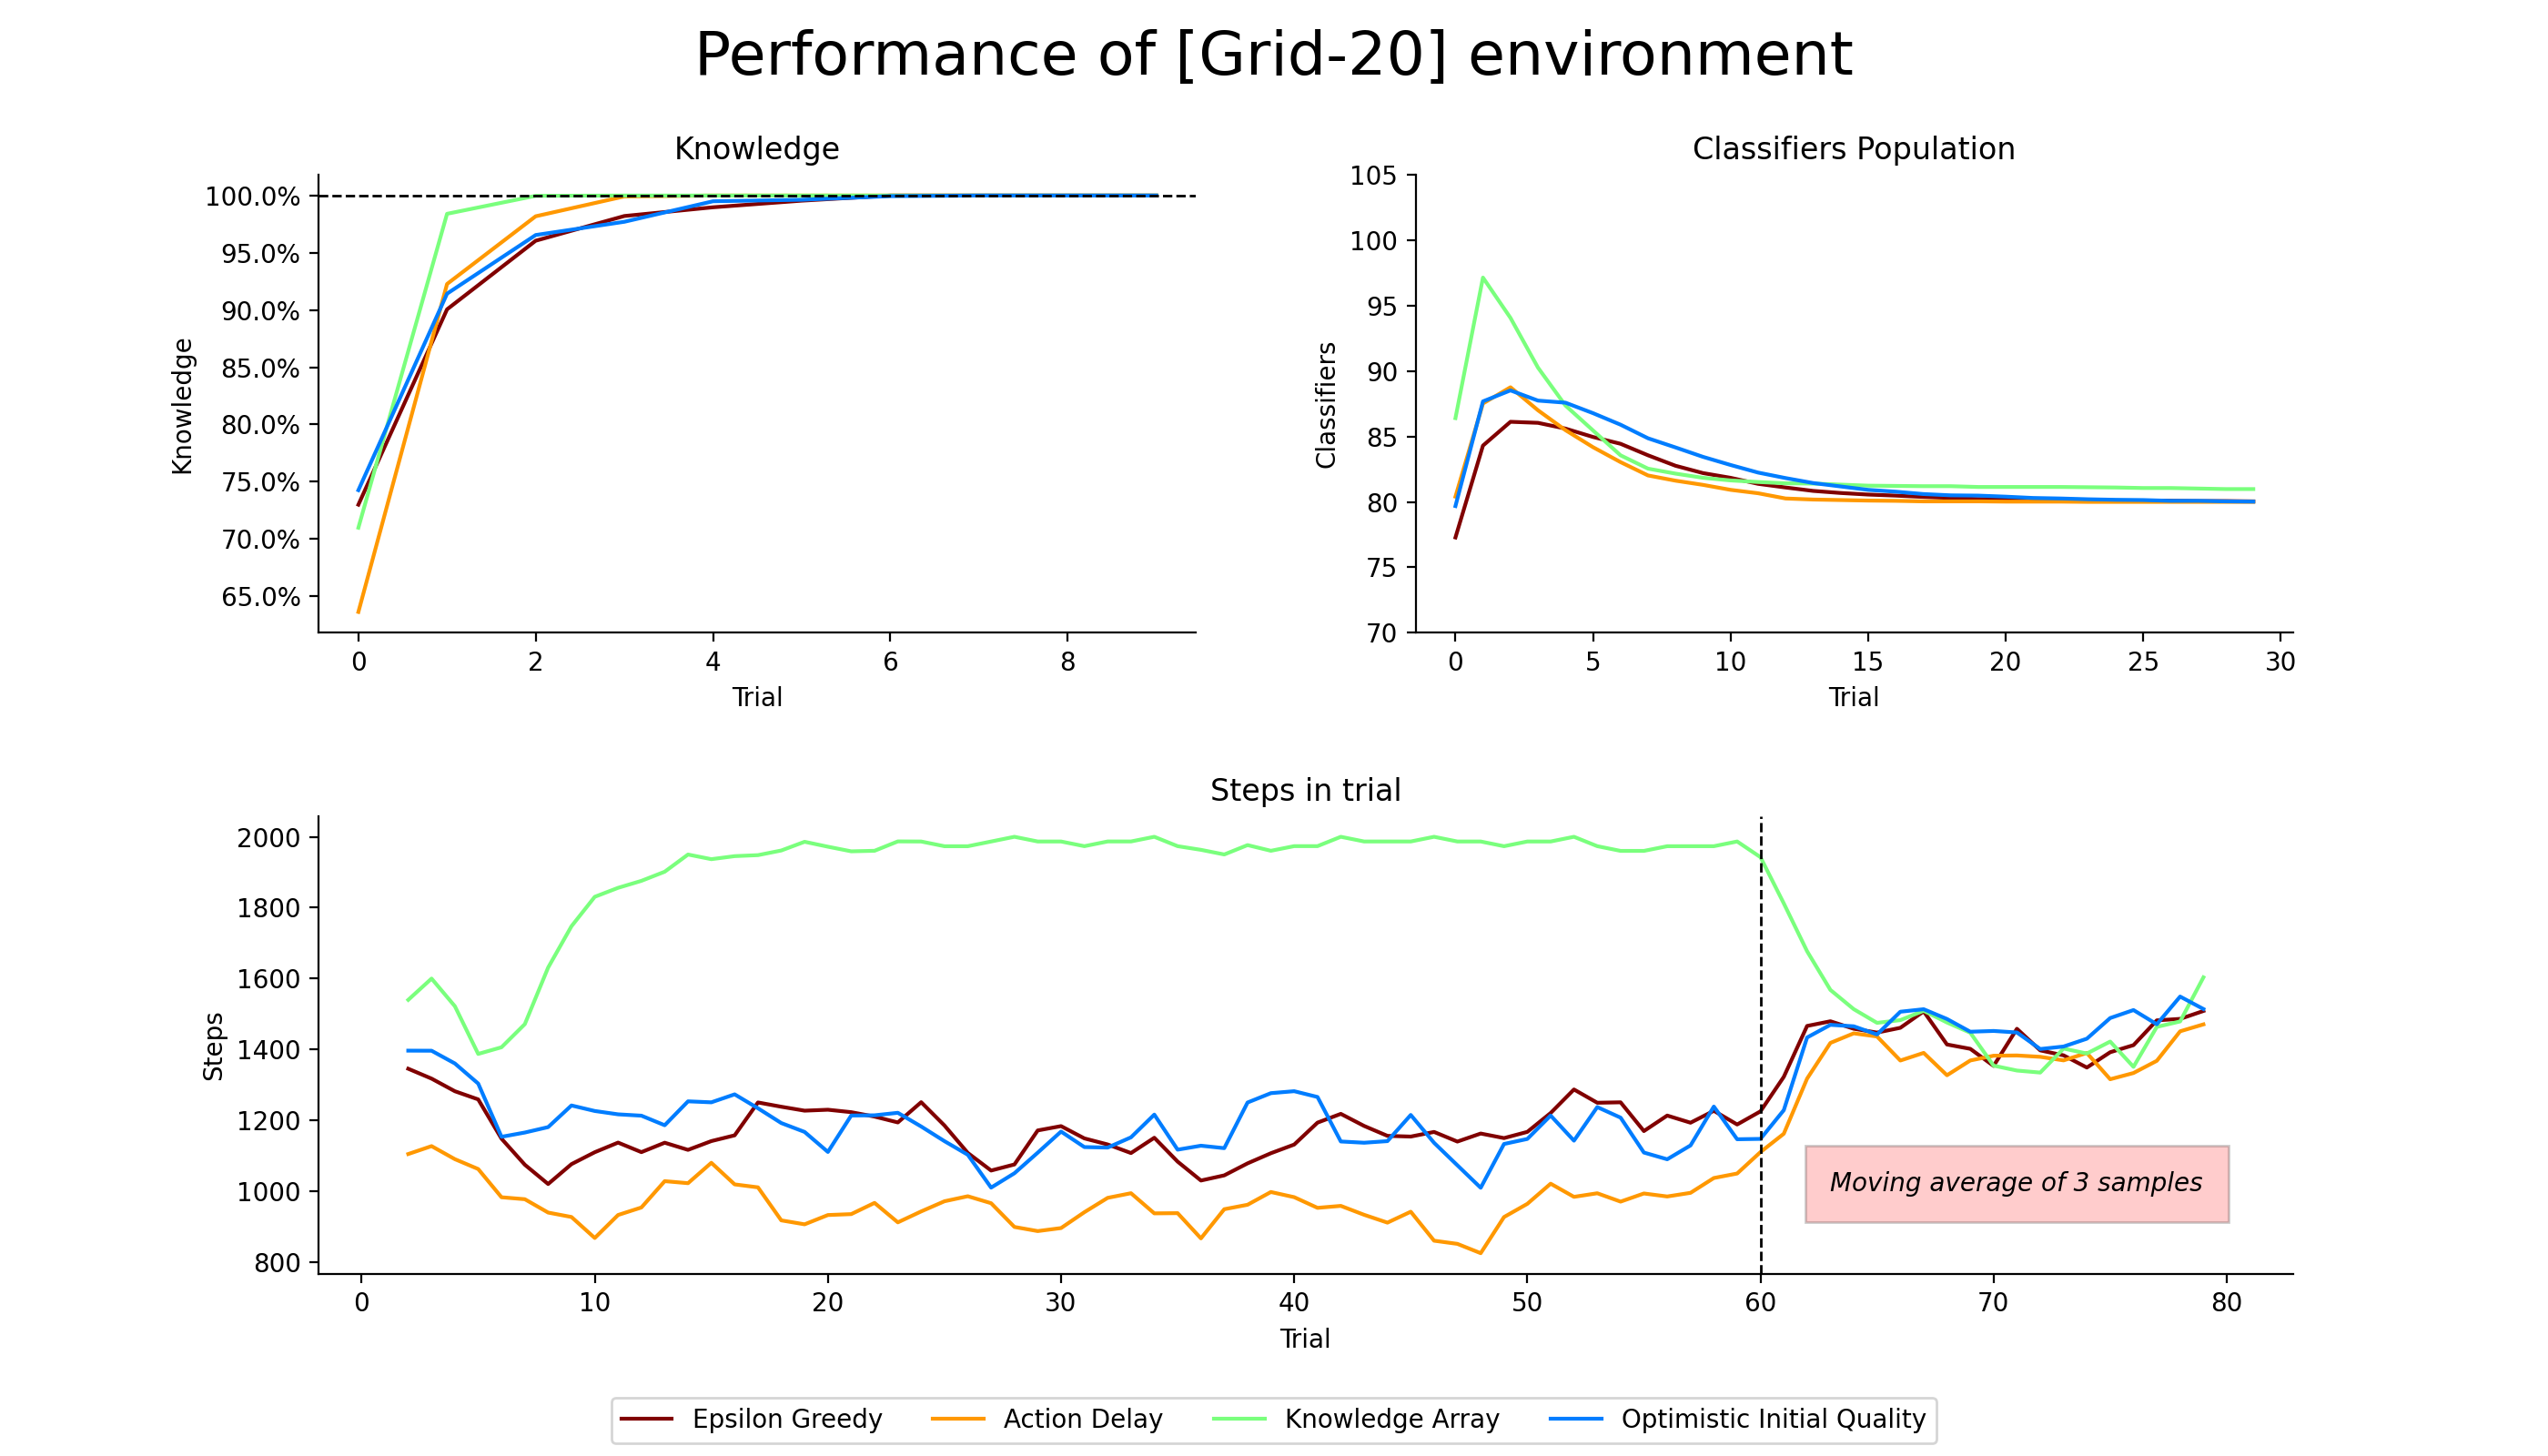 Performance of [Grid-20] environment
Knowledge
100.0%
95.0%
90.0%
85.0%
80.0%
75.0%
70.0%
65.0%
Knowledge
0 2 4 6 8
Trial
Classifiers Population
105
100
95
90
85
80
75
70
Classifiers
0 5 10 15 20 25 30
Trial
Steps in trial
2000
1800
1600
1400
1200
1000
800
Steps
Moving average of 3 samples
0 10 20 30 40 50 60 70 80
Trial
Epsilon Greedy Action Delay Knowledge Array Optimistic Initial Quality